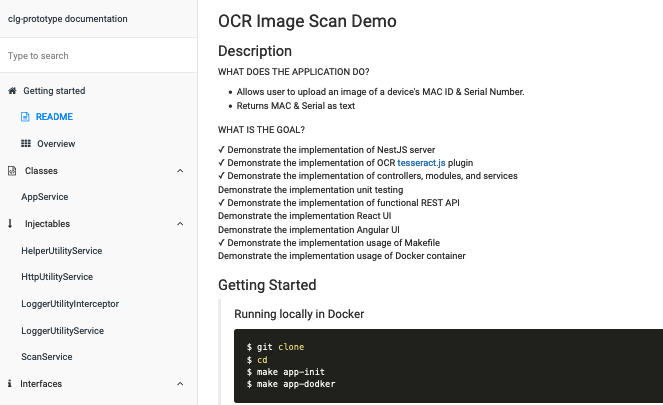 clg-prototype documentation
Type to search
Getting started
README
Overview
Classes
AppService
Injectables
HelperUtilityService
HttpUtilityService
LoggerUtilityInterceptor
LoggerUtilityService
ScanService
Interfaces
OCR Image Scan Demo
Description
WHAT DOES THE APPLICATION DO?
• Allows user to upload an image of a device's MAC ID & Serial Number.
• Returns MAC & Serial as text
WHAT IS THE GOAL?
✓ Demonstrate the implementation of NestJS server
✓ Demonstrate the implementation of OCR tesseract.js plugin
✓ Demonstrate the implementation of controllers, modules, and services
Demonstrate the implementation unit testing
✓ Demonstrate the implementation of functional REST API
Demonstrate the implementation React UI
Demonstrate the implementation Angular UI
✓ Demonstrate the implementation usage of Makefile
Demonstrate the implementation usage of Docker container
Getting Started
Running locally in Docker
$ git clone
$ cd
$ make app-init
$ make app-dodker